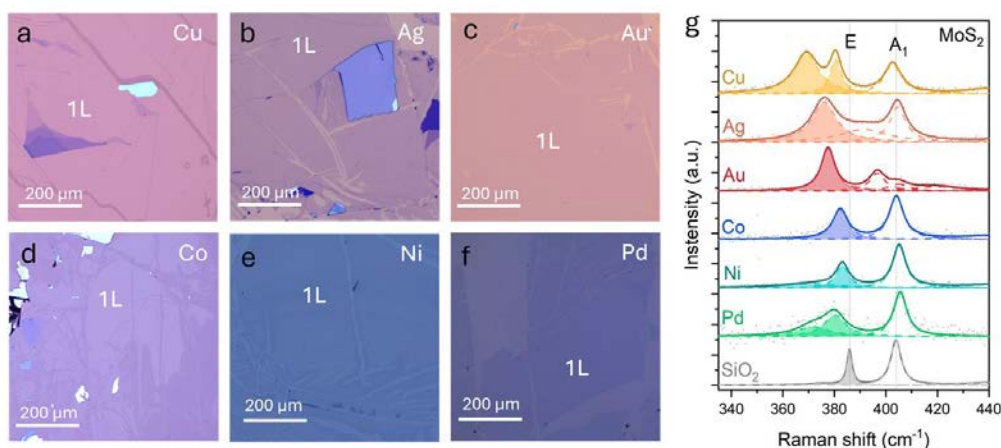 a
Cu
1L
200 μm
b
Ag
1L
200 μm
c
Au
1L
200 μm
d
Co
1L
200 μm
e
Ni
1L
200 μm
f
Pd
1L
200 μm
g
E
A₁
MoS₂
Cu
Ag
Au
Co
Ni
Pd
SiO₂
Instensity (a.u.)
340 360 380 400 420 440
Raman shift (cm⁻¹)